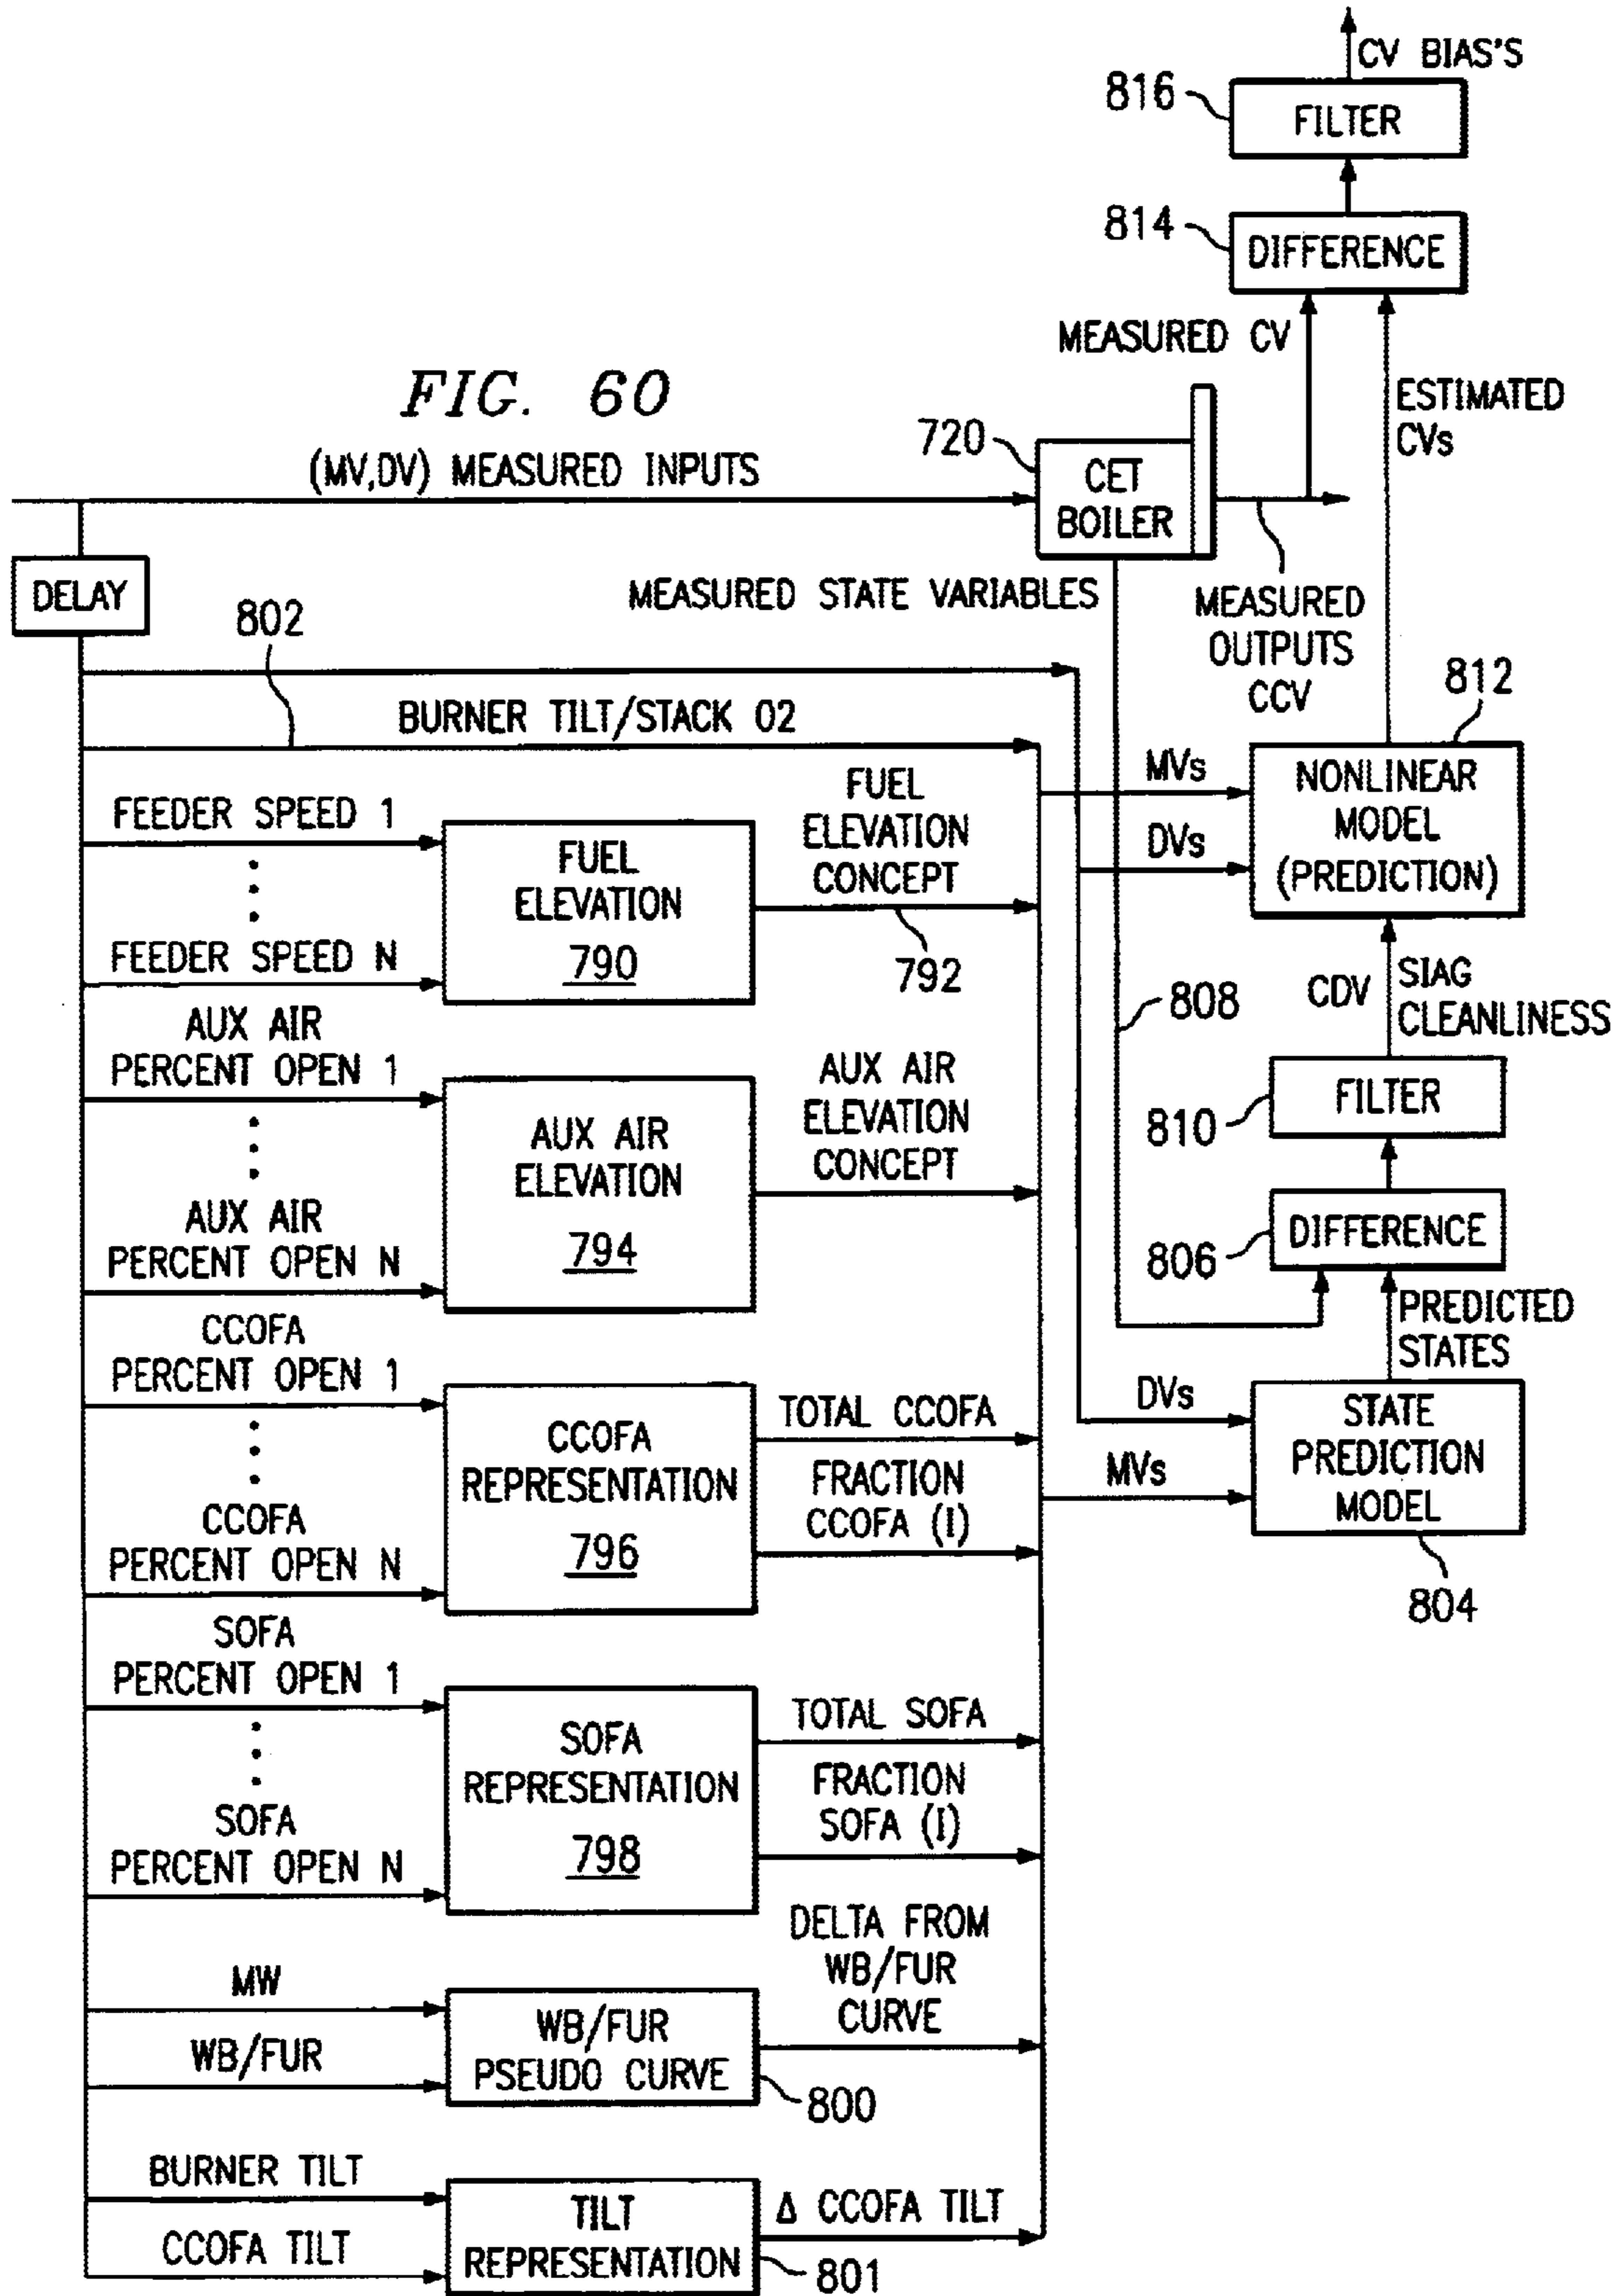 CV BIAS'S
816
FILTER
814
DIFFERENCE
MEASURED CV
FIG. 60
ESTIMATED
CVs
720
(MV,DV) MEASURED INPUTS
CET
BOILER
DELAY
MEASURED STATE VARIABLES
MEASURED
OUTPUTS
CCV
802
812
BURNER TILT/STACK O2
MVs
NONLINEAR
MODEL
(PREDICTION)
DVs
FEEDER SPEED 1
FUEL
ELEVATION
790
FUEL
ELEVATION
CONCEPT
FEEDER SPEED N
792
808
CDV
SIAG
CLEANLINESS
AUX AIR
PERCENT OPEN 1
AUX AIR
ELEVATION
794
AUX AIR
ELEVATION
CONCEPT
810
FILTER
AUX AIR
PERCENT OPEN N
806
DIFFERENCE
PREDICTED
STATES
CCOFA
PERCENT OPEN 1
CCOFA
REPRESENTATION
796
TOTAL CCOFA
FRACTION
CCOFA (I)
DVs
MVs
STATE
PREDICTION
MODEL
804
CCOFA
PERCENT OPEN N
SOFA
PERCENT OPEN 1
SOFA
REPRESENTATION
798
TOTAL SOFA
FRACTION
SOFA (I)
SOFA
PERCENT OPEN N
MW
WB/FUR
WB/FUR
PSEUDO CURVE
800
DELTA FROM
WB/FUR
CURVE
BURNER TILT
CCOFA TILT
TILT
REPRESENTATION
801
Δ CCOFA TILT